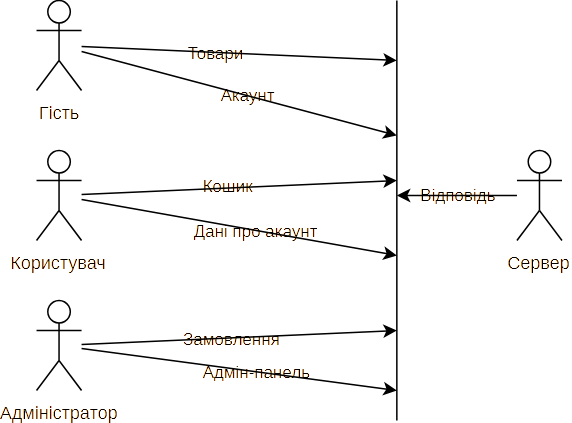 Товари
Акаунт
Гість
Кошик
Відповідь
Дані про акаунт
Користувач
Сервер
Замовлення
Адмін-панель
Адміністратор